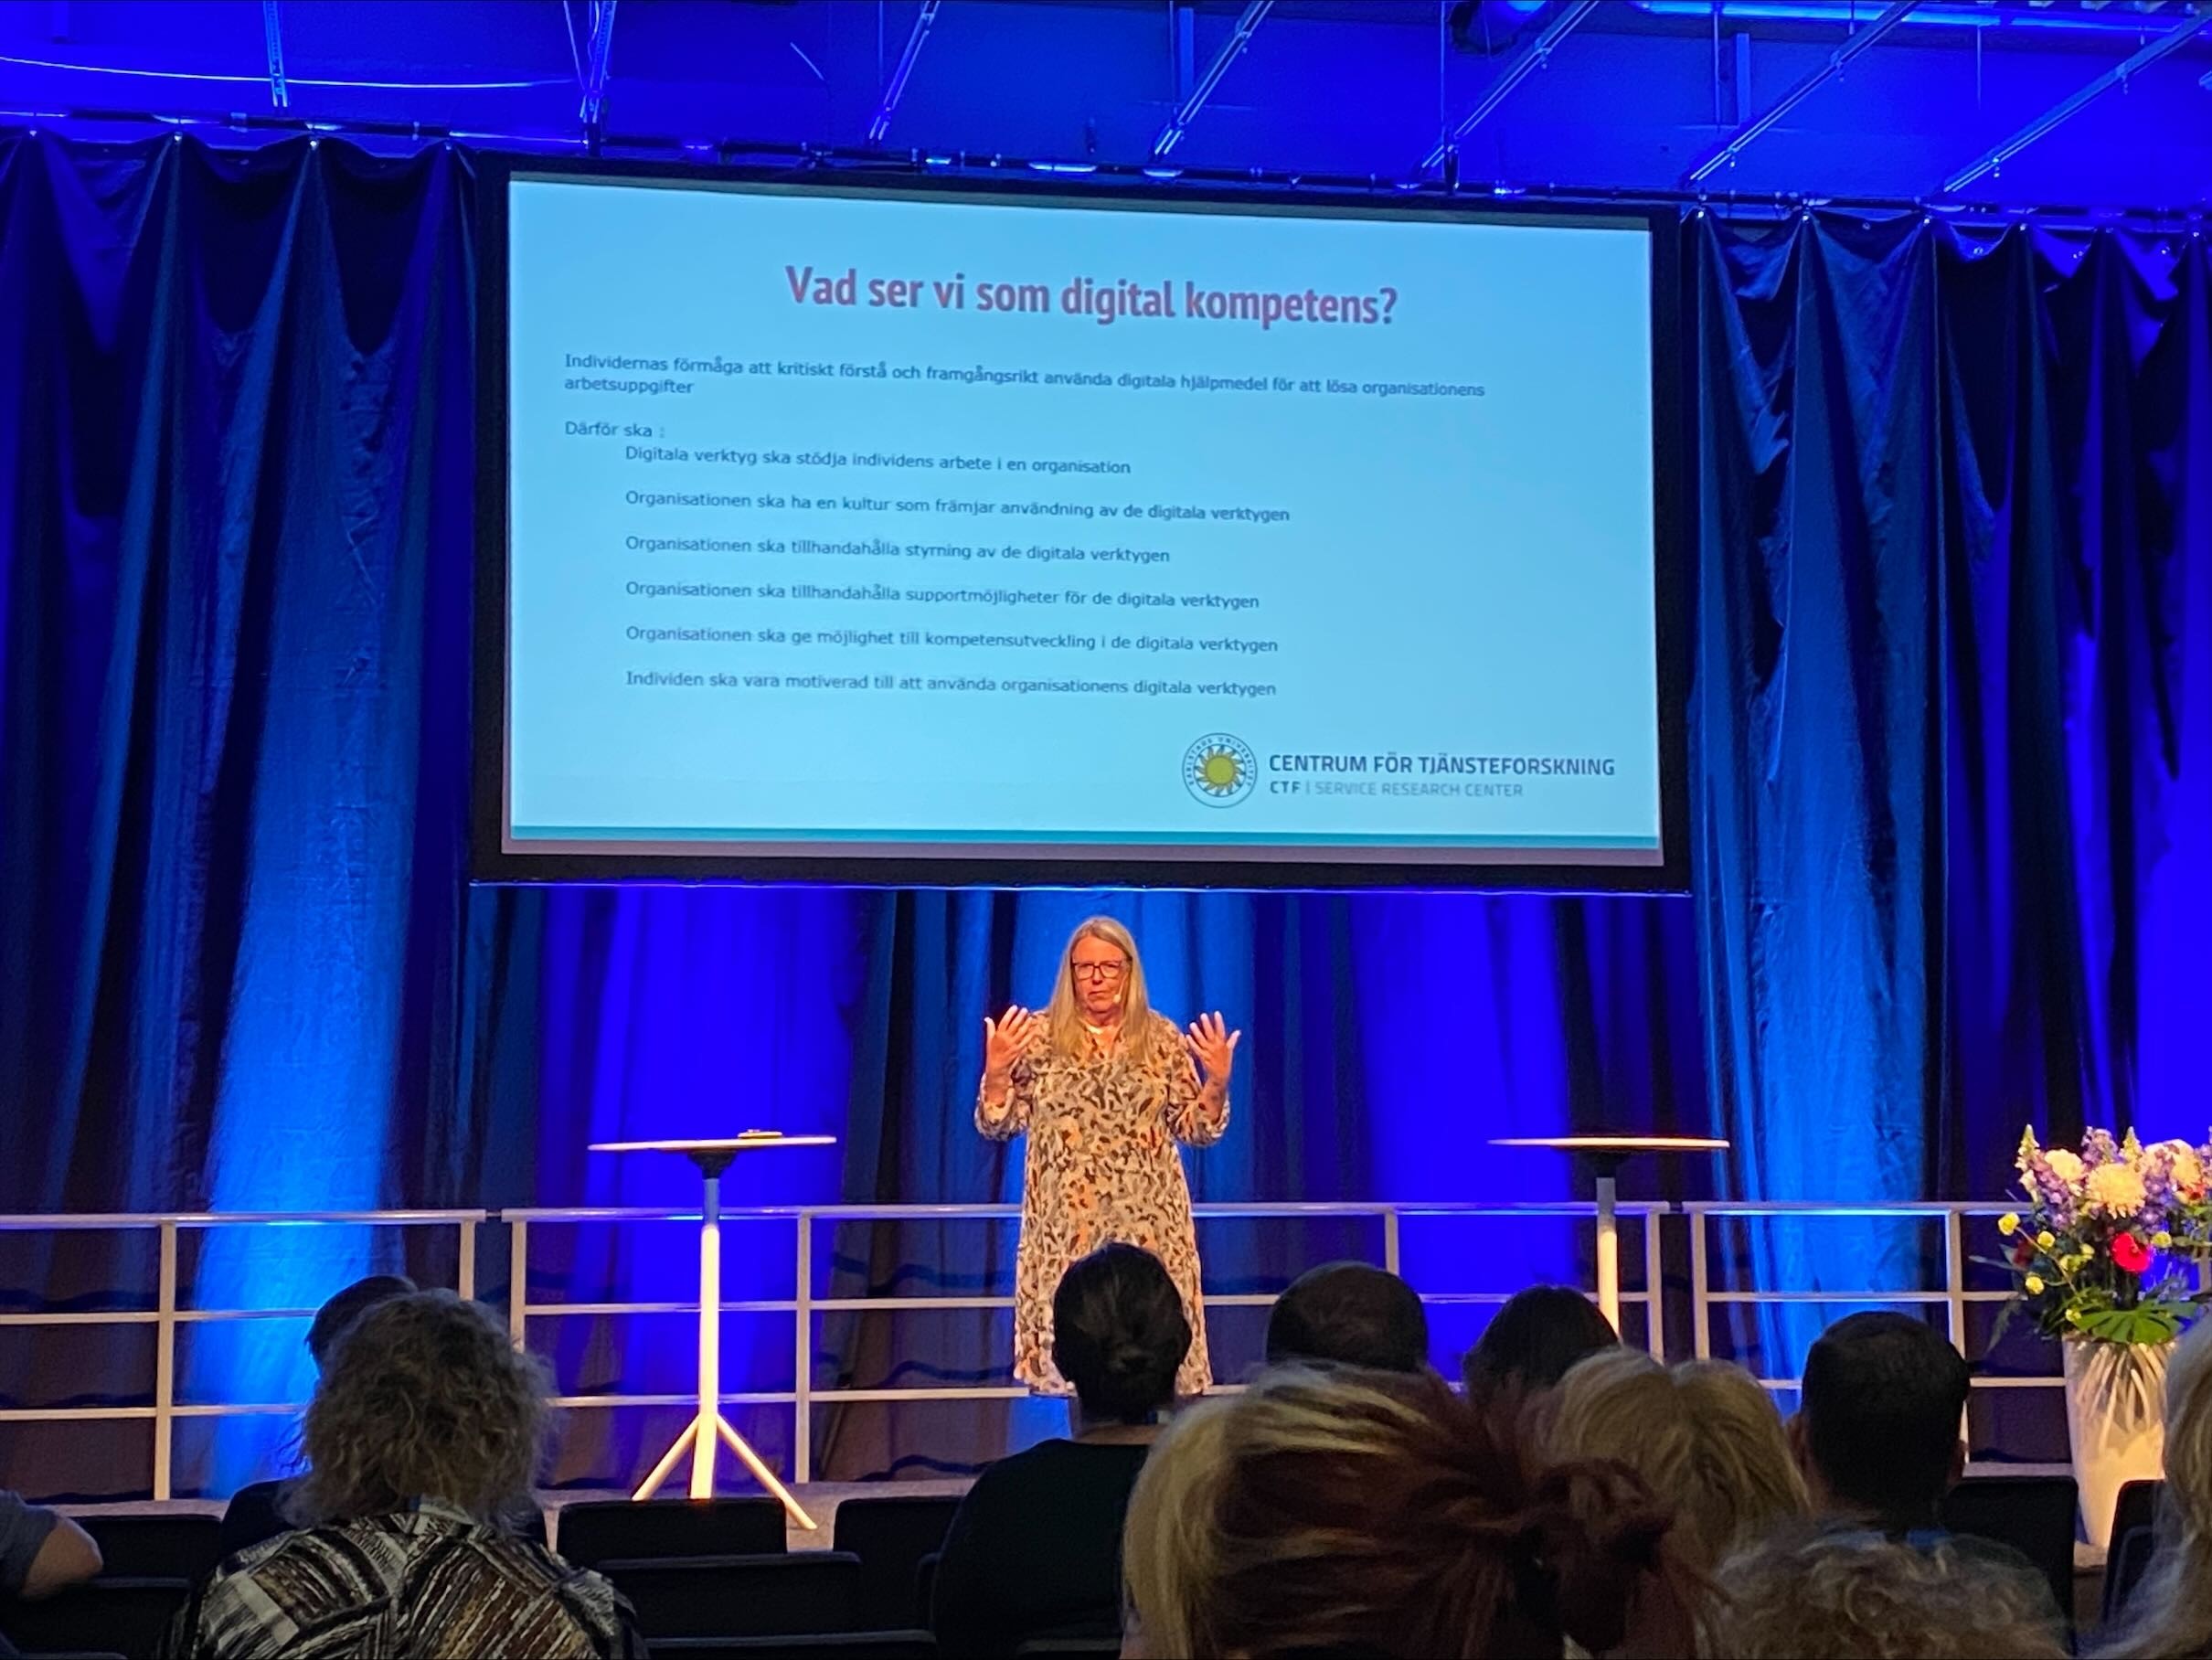 Vad ser vi som digital kompetens?
Individernas förmåga att kritiskt förstå och framgångsrikt använda digitala hjälpmedel för att lösa organisationens
arbetsuppgifter
Därför ska :
Digitala verktyg ska stödja individens arbete i en organisation
Organisationen ska ha en kultur som främjar användning av de digitala verktygen
Organisationen ska tillhandahålla styrning av de digitala verktygen
Organisationen ska tillhandahålla supportmöjligheter för de digitala verktygen
Organisationen ska ge möjlighet till kompetensutveckling i de digitala verktygen
Individen ska vara motiverad till att använda organisationens digitala verktygen
KARLSTADS UNIVERSITET
CENTRUM FÖR TJÄNSTEFORSKNING
CTF | SERVICE RESEARCH CENTER